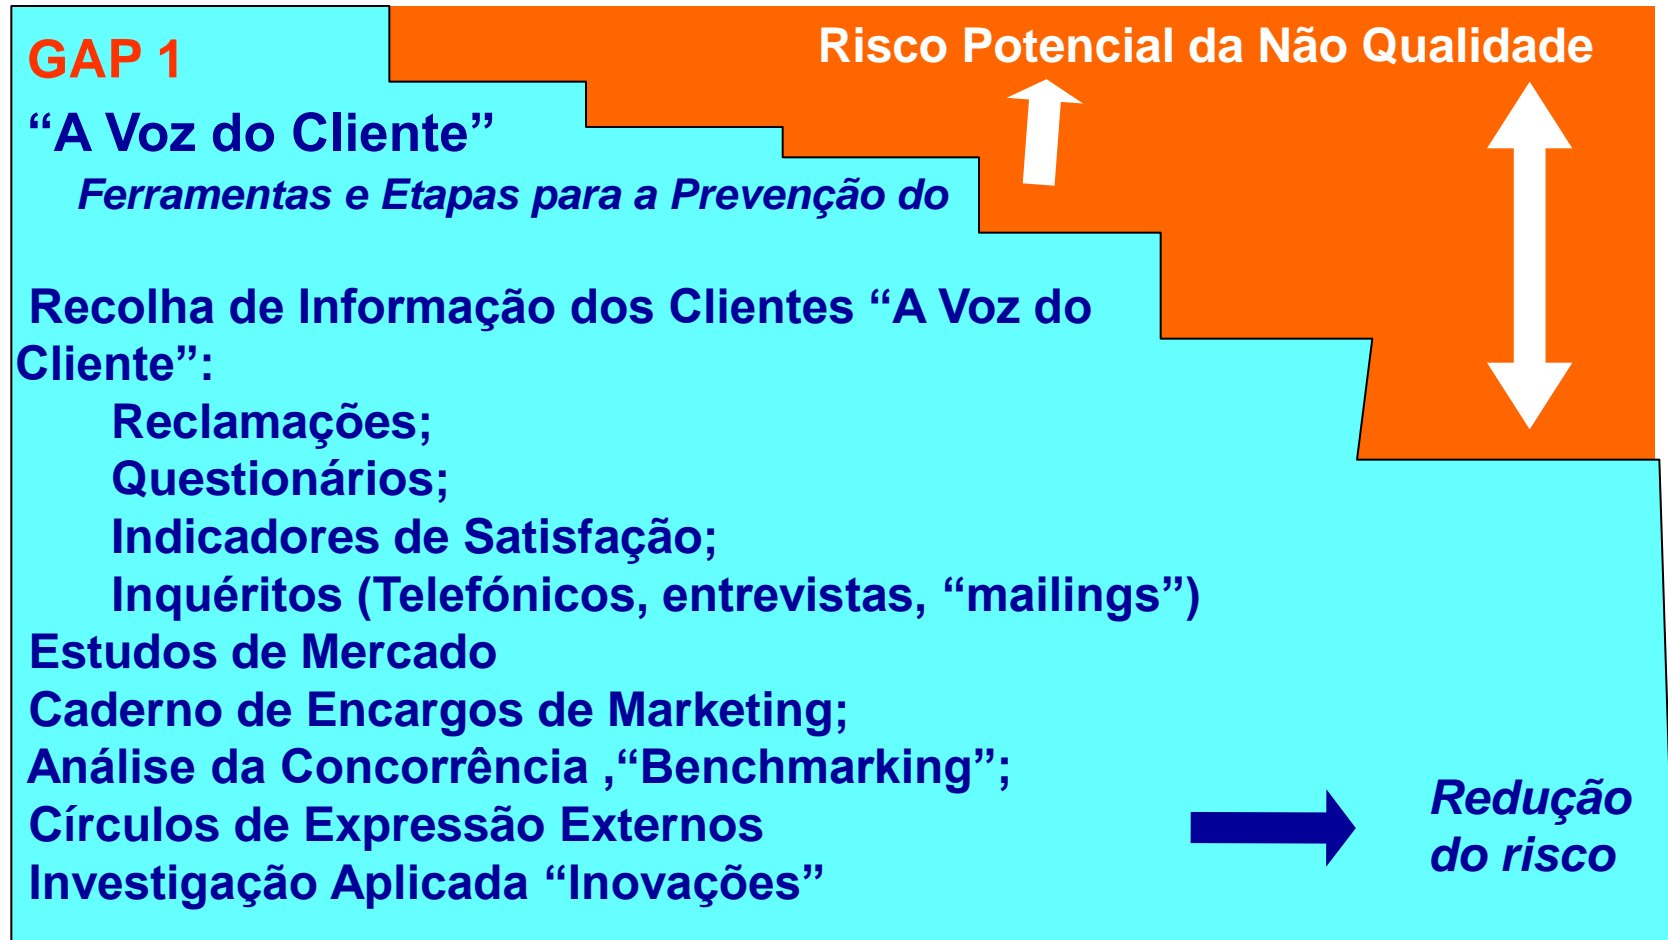 GAP 1
Risco Potencial da Não Qualidade
“A Voz do Cliente”
Ferramentas e Etapas para a Prevenção do
Recolha de Informação dos Clientes “A Voz do
Cliente”:
Reclamações;
Questionários;
Indicadores de Satisfação;
Inquéritos (Telefónicos, entrevistas, “mailings”)
Estudos de Mercado
Caderno de Encargos de Marketing;
Análise da Concorrência ,“Benchmarking”;
Círculos de Expressão Externos
Investigação Aplicada “Inovações”
Redução
do risco